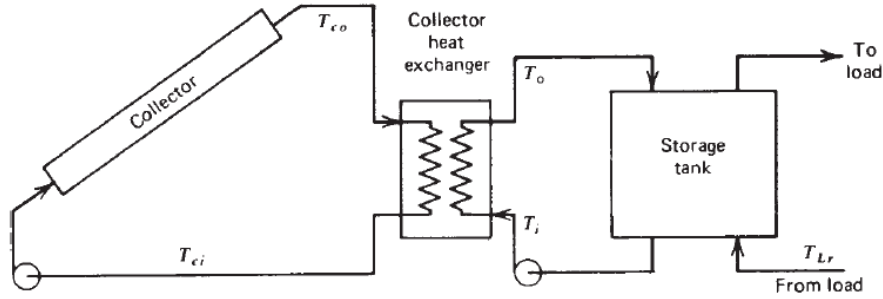 Collector
T_co
Collector
heat
exchanger
T_o
To
load
Storage
tank
T_i
T_ci
T_Lr
From load